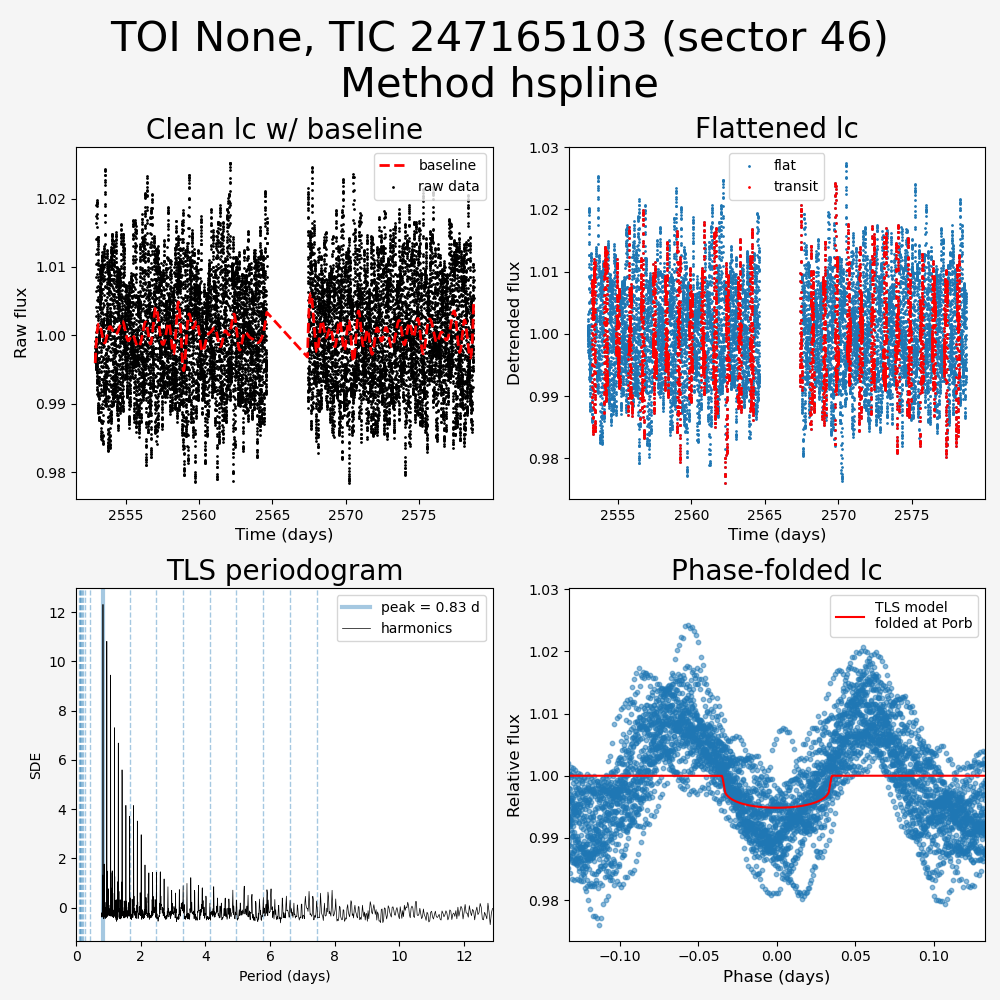 TOI None, TIC 247165103 (sector 46)
Method hspline
Clean lc w/ baseline
Flattened lc
baseline
raw data
flat
transit
1.02
1.01
1.00
0.99
0.98
Raw flux
2555
2560
2565
2570
2575
Time (days)
1.03
1.02
1.01
1.00
0.99
0.98
Detrended flux
2555
2560
2565
2570
2575
Time (days)
TLS periodogram
Phase-folded lc
peak = 0.83 d
harmonics
TLS model
folded at Porb
12
10
8
6
4
2
0
SDE
0
2
4
6
8
10
12
Period (days)
1.03
1.02
1.01
1.00
0.99
0.98
Relative flux
−0.10
−0.05
0.00
0.05
0.10
Phase (days)